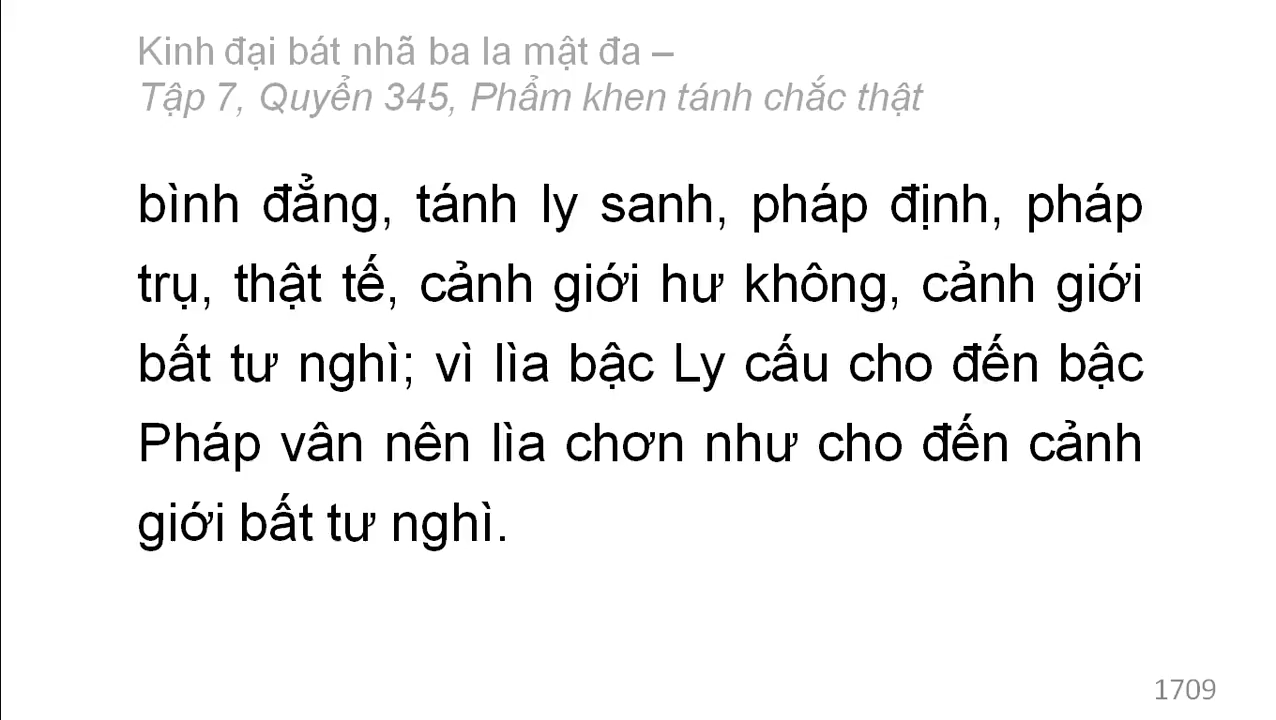 Kinh đại bát nhã ba la mật đa –
Tập 7, Quyển 345, Phẩm khen tánh chắc thật
bình đẳng, tánh ly sanh, pháp định, pháp
trụ, thật tế, cảnh giới hư không, cảnh giới
bất tư nghì; vì lìa bậc Ly cấu cho đến bậc
Pháp vân nên lìa chơn như cho đến cảnh
giới bất tư nghì.
1709